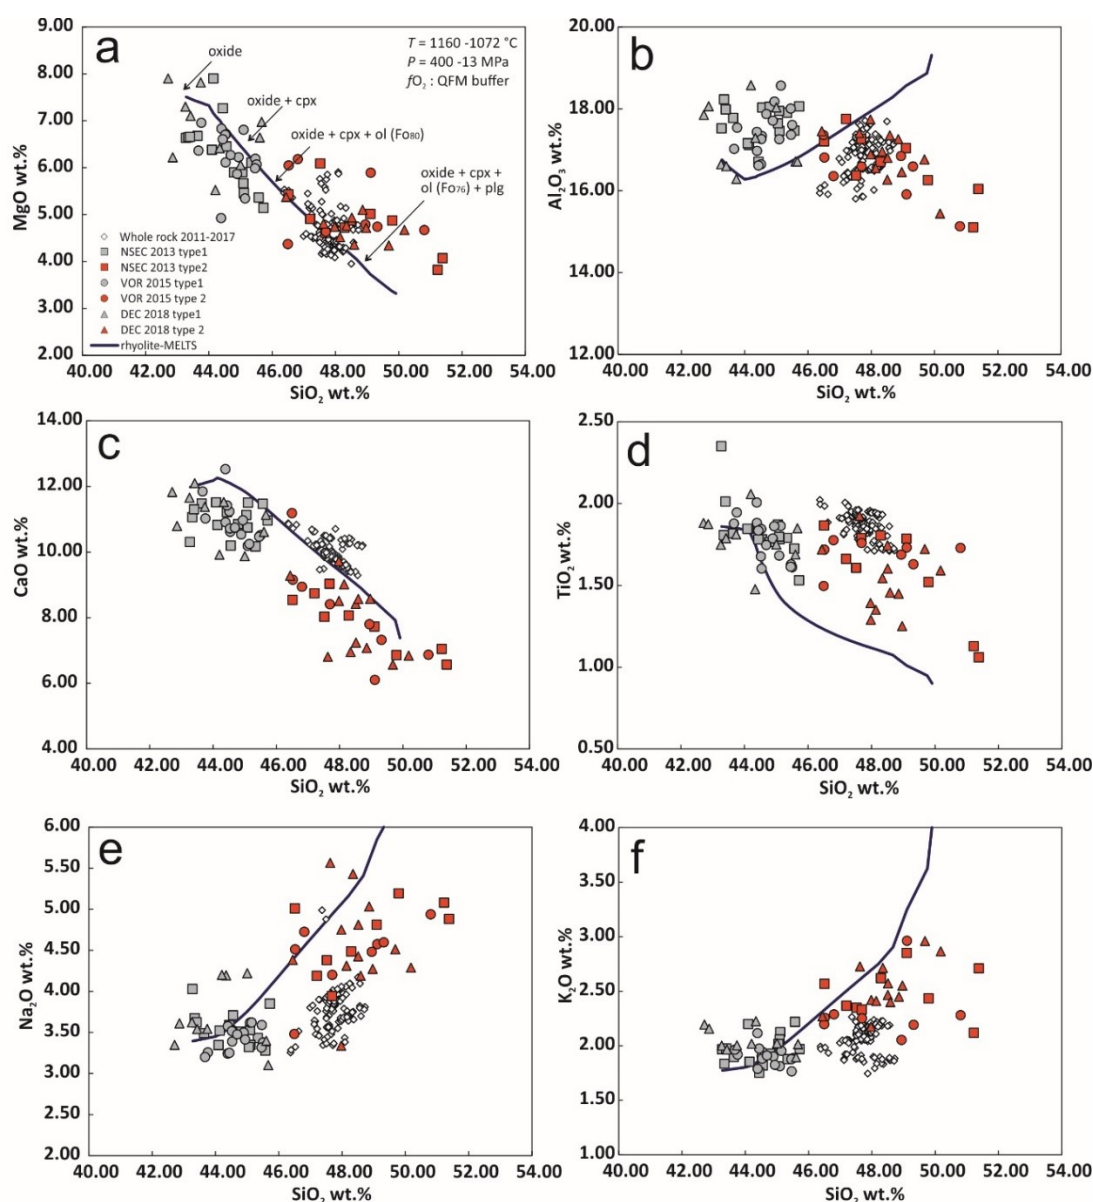 a
oxide
oxide + cpx
oxide + cpx + ol (Fo₈₀)
oxide + cpx +
ol (Fo₇₆) + plg
T = 1160 -1072 °C
P = 400 -13 MPa
fO₂ : QFM buffer
MgO wt.%
9.00
8.00
7.00
6.00
5.00
4.00
3.00
2.00
Whole rock 2011-2017
NSEC 2013 type1
NSEC 2013 type2
VOR 2015 type1
VOR 2015 type 2
DEC 2018 type1
DEC 2018 type 2
rhyolite-MELTS
40.00 42.00 44.00 46.00 48.00 50.00 52.00 54.00
SiO₂ wt.%
b
Al₂O₃ wt.%
20.00
18.00
16.00
14.00
12.00
40.00 42.00 44.00 46.00 48.00 50.00 52.00 54.00
SiO₂ wt.%
c
CaO wt.%
14.00
12.00
10.00
8.00
6.00
4.00
40.00 42.00 44.00 46.00 48.00 50.00 52.00 54.00
SiO₂ wt.%
d
TiO₂ wt.%
2.50
2.00
1.50
1.00
0.50
40.00 42.00 44.00 46.00 48.00 50.00 52.00 54.00
SiO₂ wt.%
e
Na₂O wt.%
6.00
5.50
5.00
4.50
4.00
3.50
3.00
2.50
2.00
40.00 42.00 44.00 46.00 48.00 50.00 52.00 54.00
SiO₂ wt.%
f
K₂O wt.%
4.00
3.50
3.00
2.50
2.00
1.50
1.00
40.00 42.00 44.00 46.00 48.00 50.00 52.00 54.00
SiO₂ wt.%